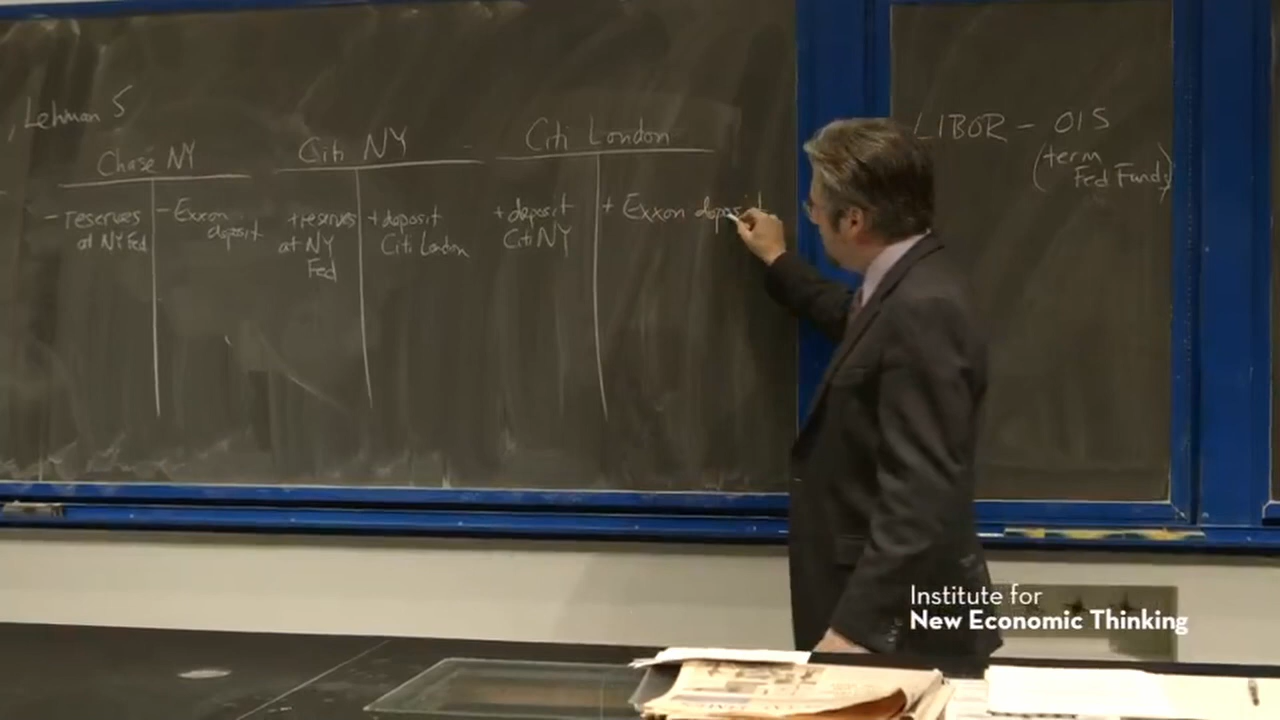 , Lehman 5
Chase NY
- reserves
at NY Fed
- Exxon
deposit
Citi NY
+ reserves
at NY
Fed
+ deposit
Citi London
Citi London
+ deposit
Citi NY
+ Exxon deposit
LIBOR - OIS
(term
Fed Funds)
Institute for
New Economic Thinking